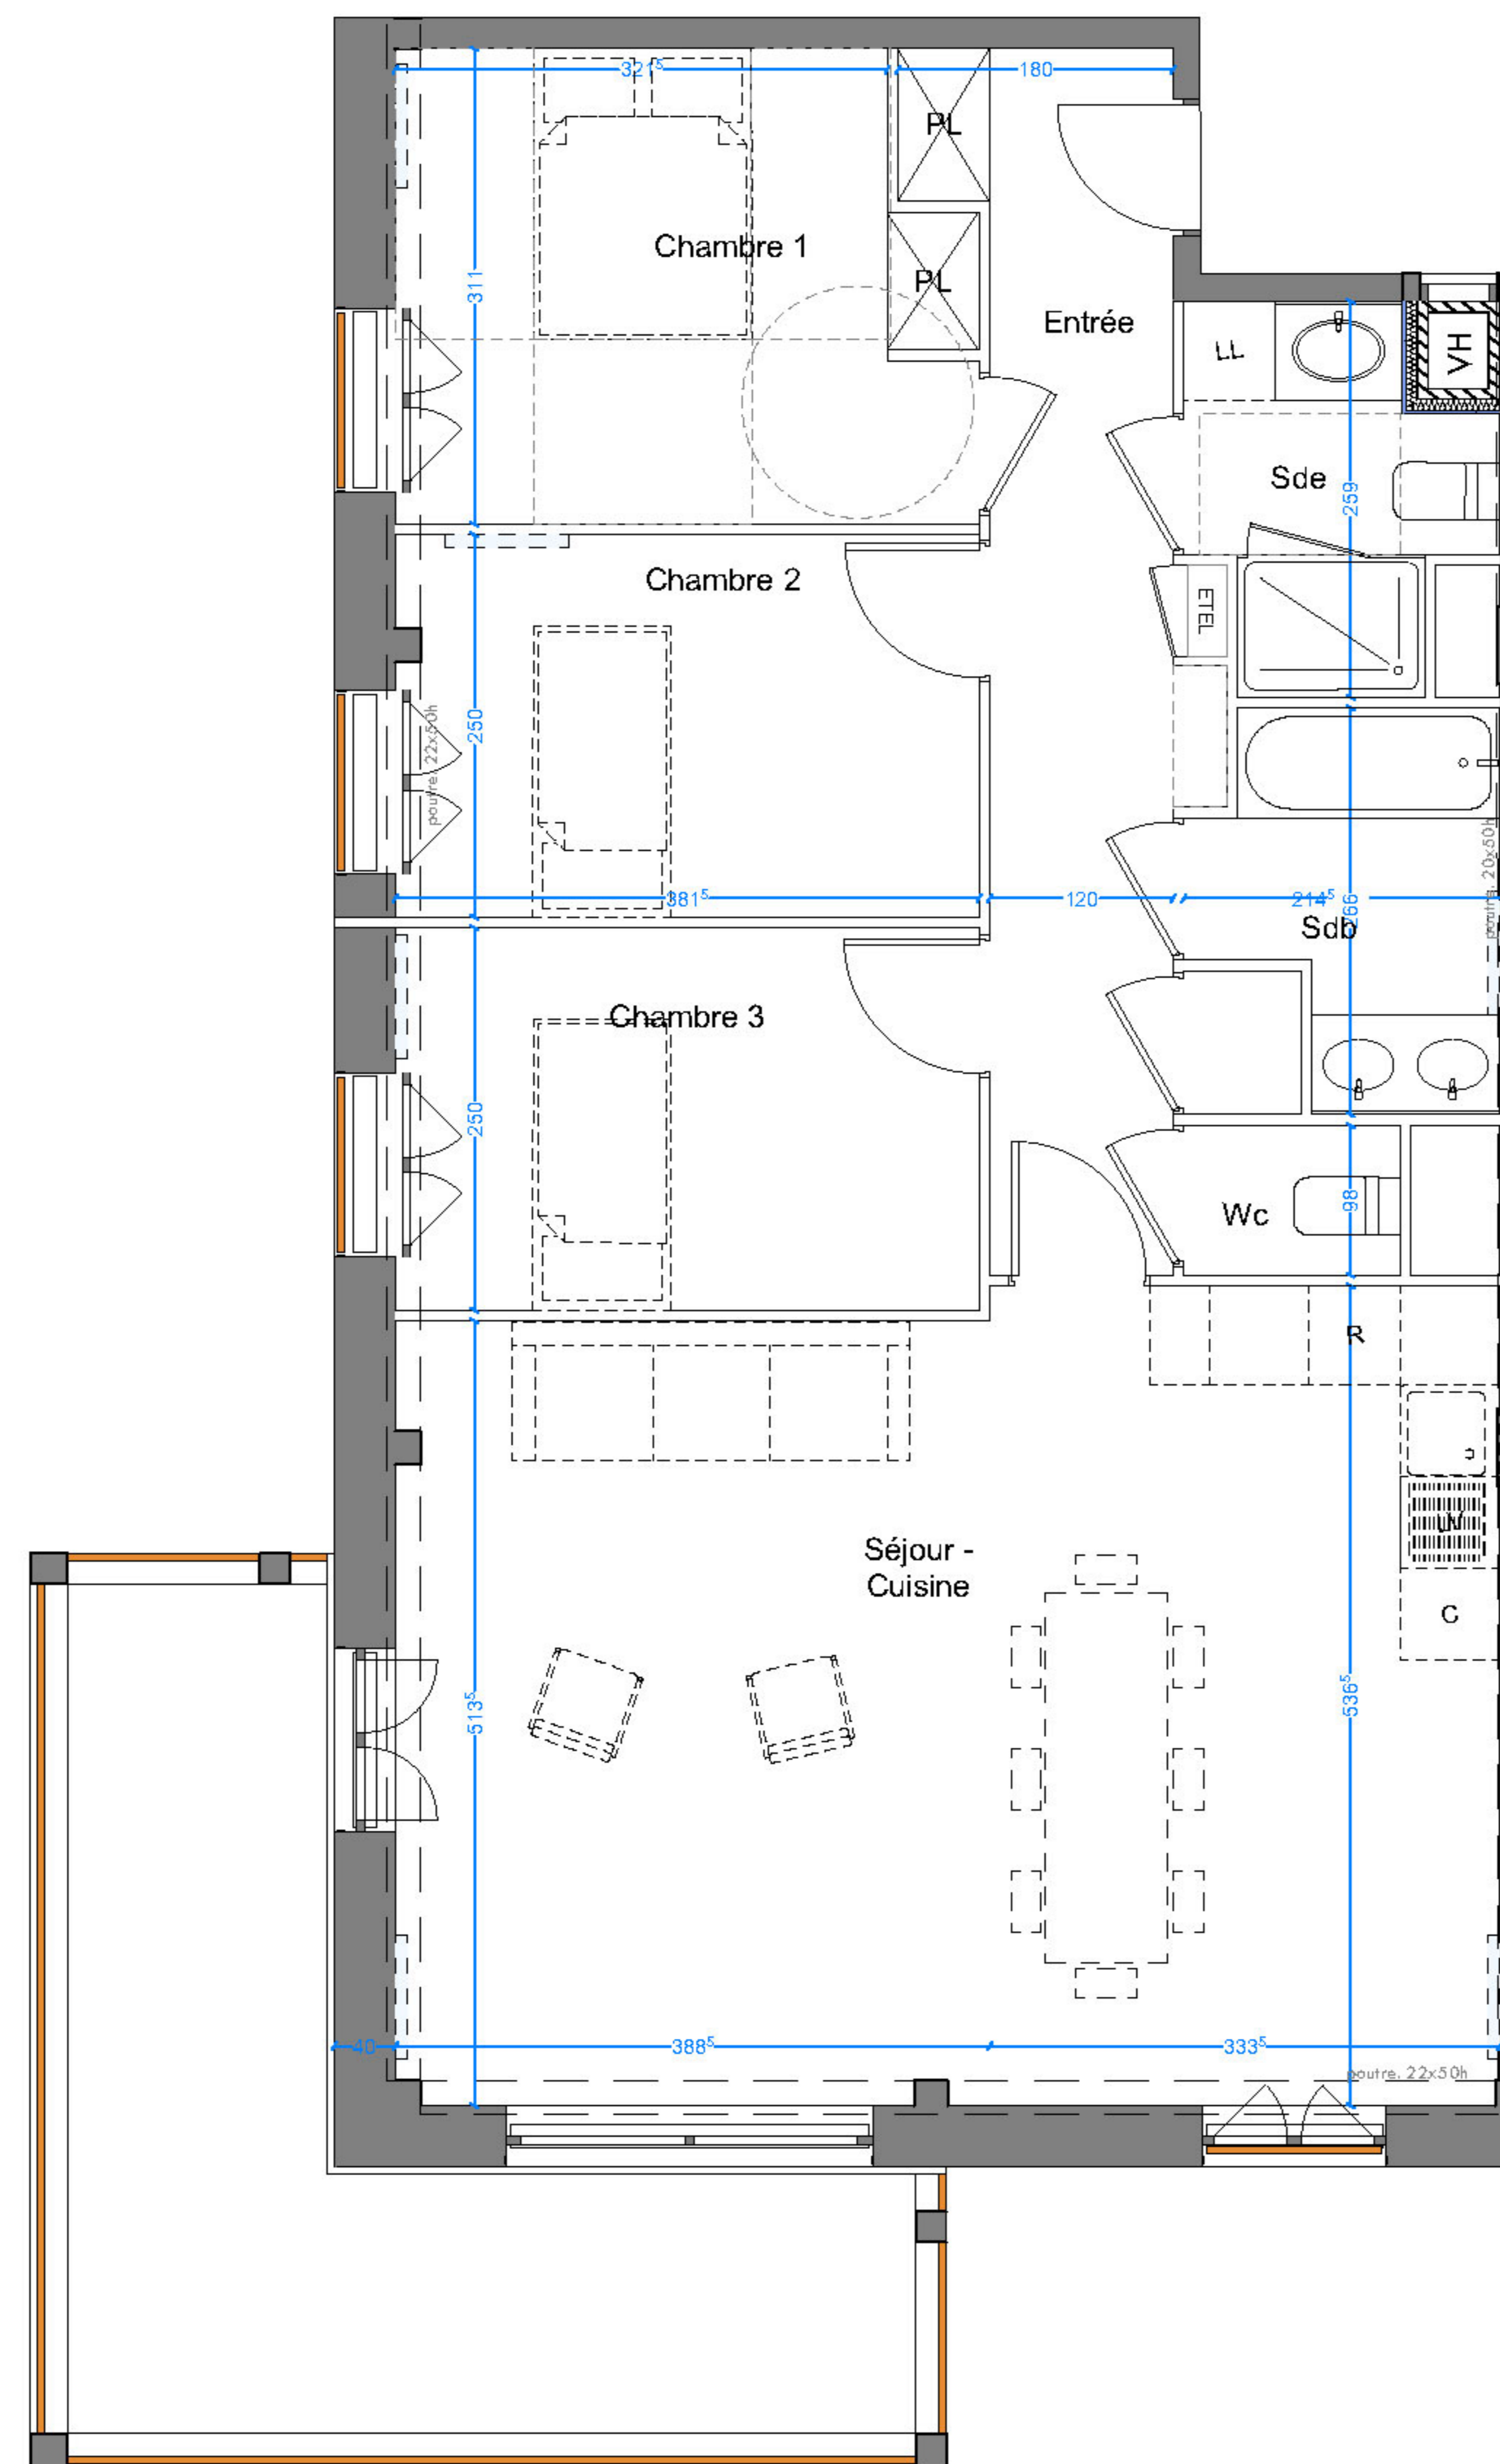 321⁵
180
PL
Chambre 1
PL
311
Entrée
LL
VH
Sde
259
Chambre 2
ETEL
250
poutre. 22x50h
poutre. 20x50h
381⁵
120
214⁵
266
Sdb
Chambre 3
250
98
Wc
R
LV
Séjour -
Cuisine
C
513⁵
536⁵
40
388⁵
333⁵
poutre. 22x50h